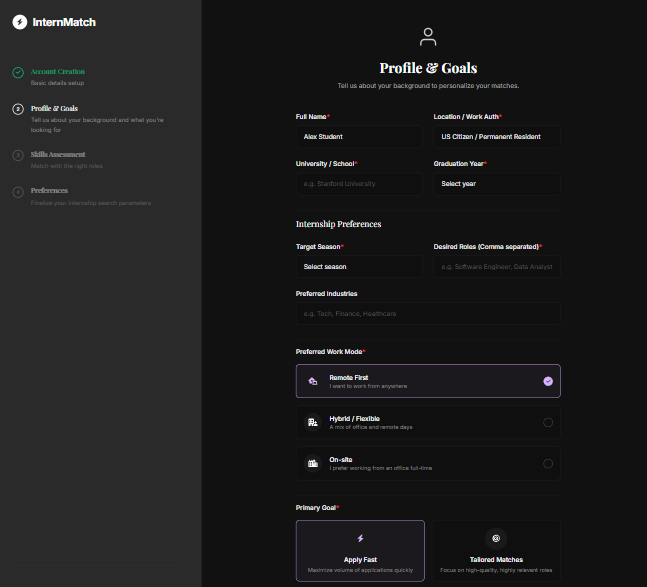 InternMatch
Account Creation
Basic details setup
2
Profile & Goals
Tell us about your background and what you're
looking for
3
Skills Assessment
Match with the right roles
4
Preferences
Finalize your internship search parameters
Profile & Goals
Tell us about your background to personalize your matches.
Full Name*
Location / Work Auth*
Alex Student
US Citizen / Permanent Resident
University / School*
Graduation Year*
e.g. Stanford University
Select year
Internship Preferences
Target Season*
Desired Roles (Comma separated)*
Select season
e.g. Software Engineer, Data Analyst
Preferred Industries
e.g. Tech, Finance, Healthcare
Preferred Work Mode*
Remote First
I want to work from anywhere
Hybrid / Flexible
A mix of office and remote days
On-site
I prefer working from an office full-time
Primary Goal*
Apply Fast
Maximize volume of applications quickly
Tailored Matches
Focus on high-quality, highly relevant roles